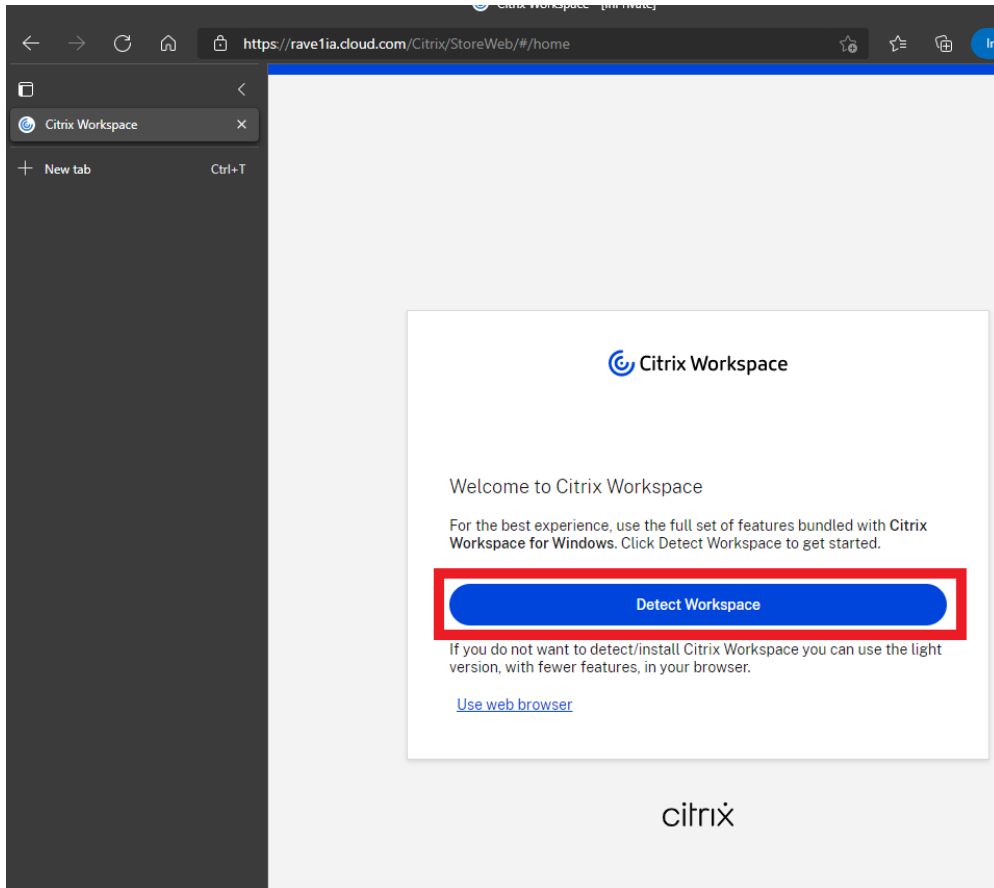 Citrix Workspace - [InPrivate]
https://rave1ia.cloud.com/Citrix/StoreWeb/#/home
Citrix Workspace
New tab Ctrl+T
Citrix Workspace
Welcome to Citrix Workspace
For the best experience, use the full set of features bundled with Citrix
Workspace for Windows. Click Detect Workspace to get started.
Detect Workspace
If you do not want to detect/install Citrix Workspace you can use the light
version, with fewer features, in your browser.
Use web browser
citrix